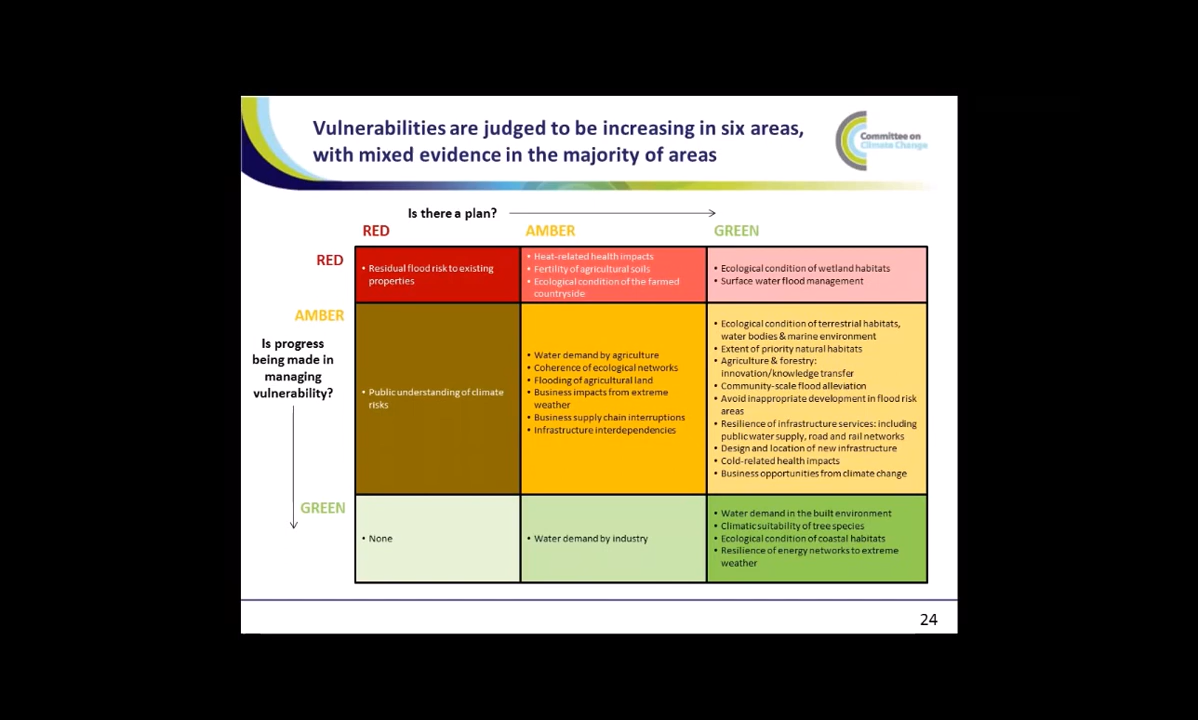 Vulnerabilities are judged to be increasing in six areas,
with mixed evidence in the majority of areas
Committee on
Climate Change
Is there a plan?
RED
AMBER
GREEN
RED
• Residual flood risk to existing
properties
• Heat-related health impacts
• Fertility of agricultural soils
• Ecological condition of the farmed
countryside
• Ecological condition of wetland habitats
• Surface water flood management
AMBER
Is progress
being made in
managing
vulnerability?
• Public understanding of climate
risks
• Water demand by agriculture
• Coherence of ecological networks
• Flooding of agricultural land
• Business impacts from extreme
weather
• Business supply chain interruptions
• Infrastructure interdependencies
• Ecological condition of terrestrial habitats,
water bodies & marine environment
• Extent of priority natural habitats
• Agriculture & forestry:
innovation/knowledge transfer
• Community-scale flood alleviation
• Avoid inappropriate development in flood risk
areas
• Resilience of infrastructure services: including
public water supply, road and rail networks
• Design and location of new infrastructure
• Cold-related health impacts
• Business opportunities from climate change
GREEN
• None
• Water demand by industry
• Water demand in the built environment
• Climatic suitability of tree species
• Ecological condition of coastal habitats
• Resilience of energy networks to extreme
weather
24